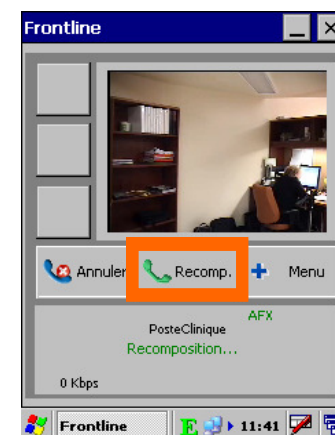 Frontline
Annuler Recomp. Menu
AFX
PosteClinique
Recomposition...
0 Kbps
Frontline E 11:41